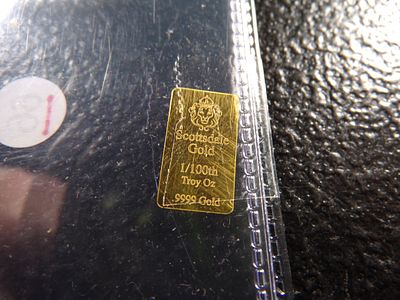 Scottsdale
Gold
1/100th
Troy Oz
9999 Gold